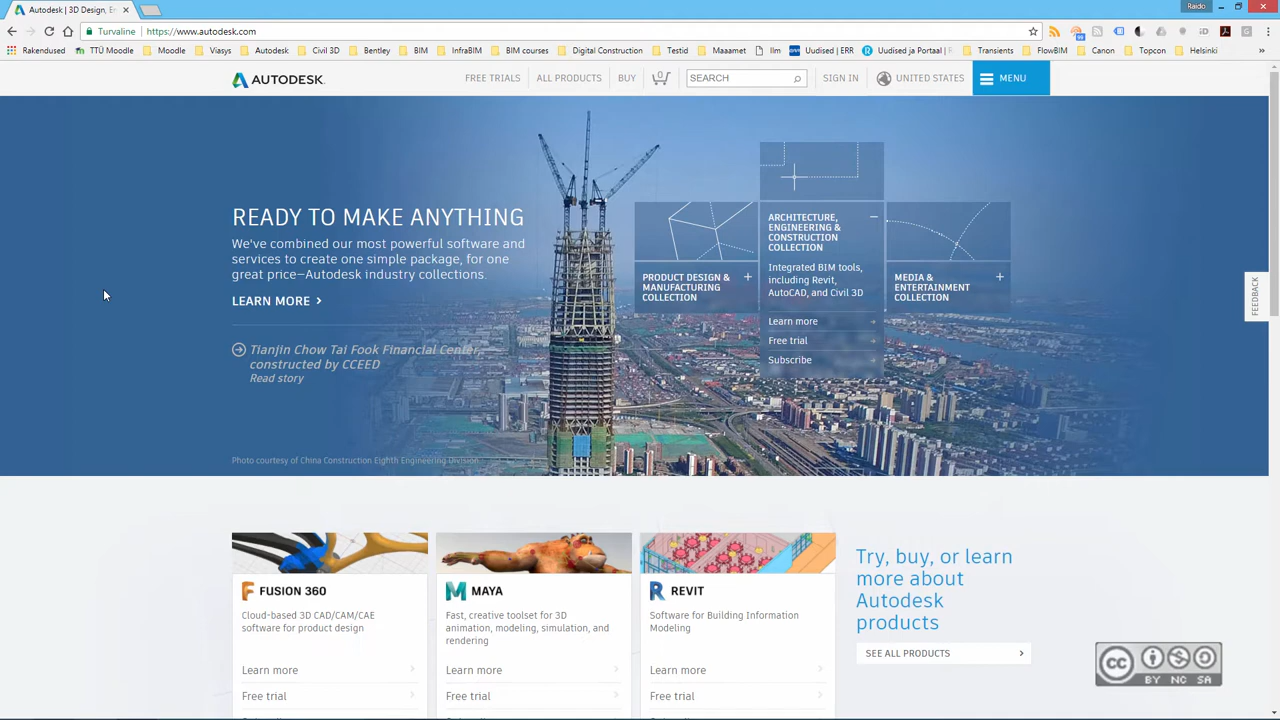 Autodesk | 3D Design, En
Raido
Turvaline
https://www.autodesk.com
Rakendused
TTÜ Moodle
Moodle
Viasys
Autodesk
Civil 3D
Bentley
BIM
InfraBIM
BIM courses
Digital Construction
Testid
Maaamet
Ilm
Uudised | ERR
Uudised ja Portaal | R
Transients
FlowBIM
Canon
Topcon
Helsinki
AUTODESK
FREE TRIALS
ALL PRODUCTS
BUY
0
SEARCH
SIGN IN
UNITED STATES
MENU
READY TO MAKE ANYTHING
We've combined our most powerful software and
services to create one simple package, for one
great price–Autodesk industry collections.
LEARN MORE
Tianjin Chow Tai Fook Financial Center,
constructed by CCEED
Read story
Photo courtesy of China Construction Eighth Engineering Division
PRODUCT DESIGN &
MANUFACTURING
COLLECTION
ARCHITECTURE,
ENGINEERING &
CONSTRUCTION
COLLECTION
Integrated BIM tools,
including Revit,
AutoCAD, and Civil 3D
Learn more
Free trial
Subscribe
MEDIA &
ENTERTAINMENT
COLLECTION
FEEDBACK
FUSION 360
Cloud-based 3D CAD/CAM/CAE
software for product design
Learn more
Free trial
MAYA
Fast, creative toolset for 3D
animation, modeling, simulation, and
rendering
Learn more
Free trial
REVIT
Software for Building Information
Modeling
Learn more
Free trial
Try, buy, or learn
more about
Autodesk
products
SEE ALL PRODUCTS
cc
BY NC SA